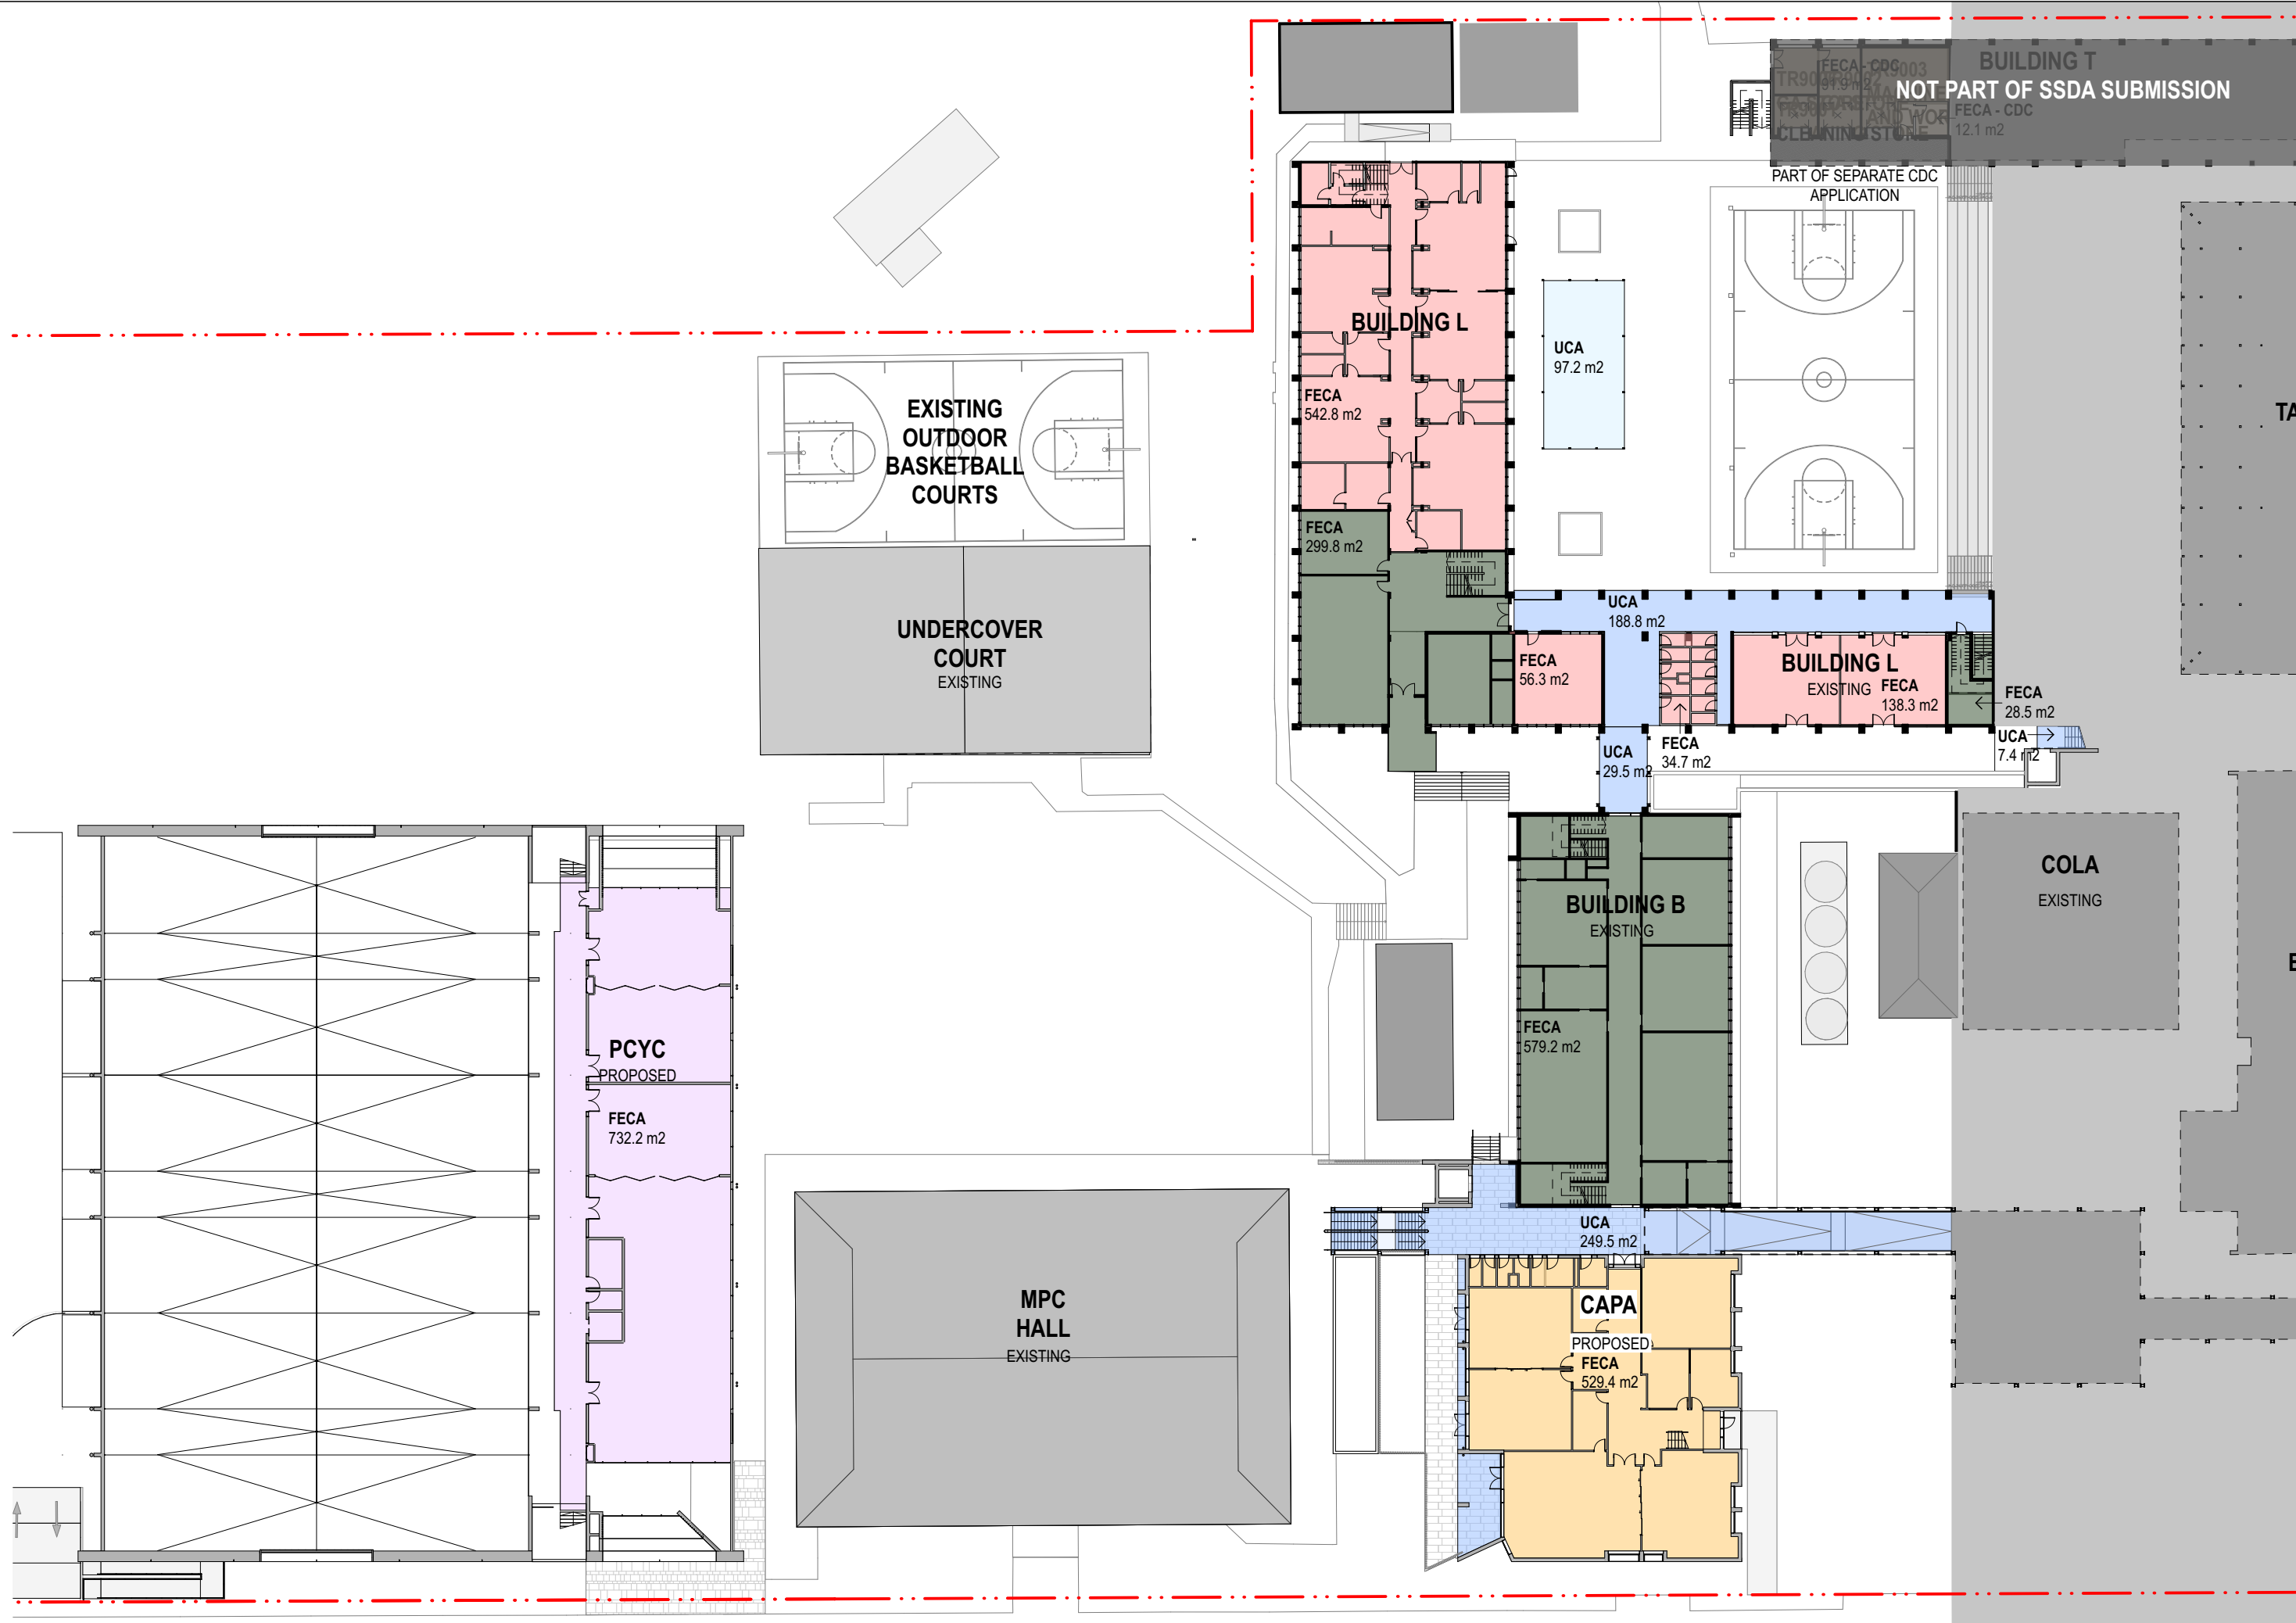 BUILDING T
NOT PART OF SSDA SUBMISSION
FECA - CDC
FECA - CDC
12.1 m2
CLEANING STORE
PART OF SEPARATE CDC
APPLICATION
BUILDING L
UCA
97.2 m2
FECA
542.8 m2
EXISTING
OUTDOOR
BASKETBALL
COURTS
FECA
299.8 m2
UNDERCOVER
COURT
EXISTING
UCA
188.8 m2
FECA
56.3 m2
BUILDING L
EXISTING
FECA
138.3 m2
FECA
28.5 m2
UCA
7.4 m2
UCA
29.5 m2
FECA
34.7 m2
COLA
EXISTING
BUILDING B
EXISTING
FECA
579.2 m2
PCYC
PROPOSED
FECA
732.2 m2
UCA
249.5 m2
MPC
HALL
EXISTING
CAPA
PROPOSED
FECA
529.4 m2